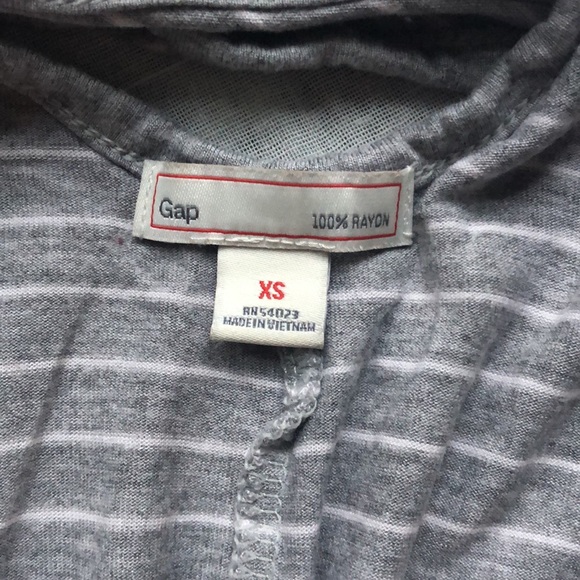 Gap
100% RAYON
XS
RN54023
MADE IN VIETNAM